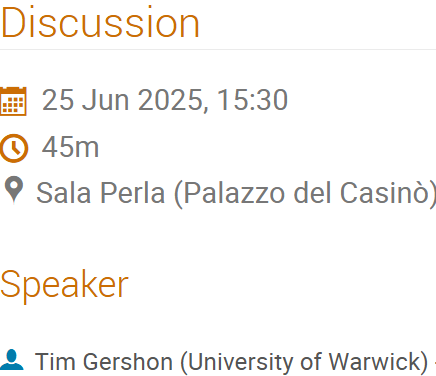 Discussion
25 Jun 2025, 15:30
45m
Sala Perla (Palazzo del Casinò)
Speaker
Tim Gershon (University of Warwick)